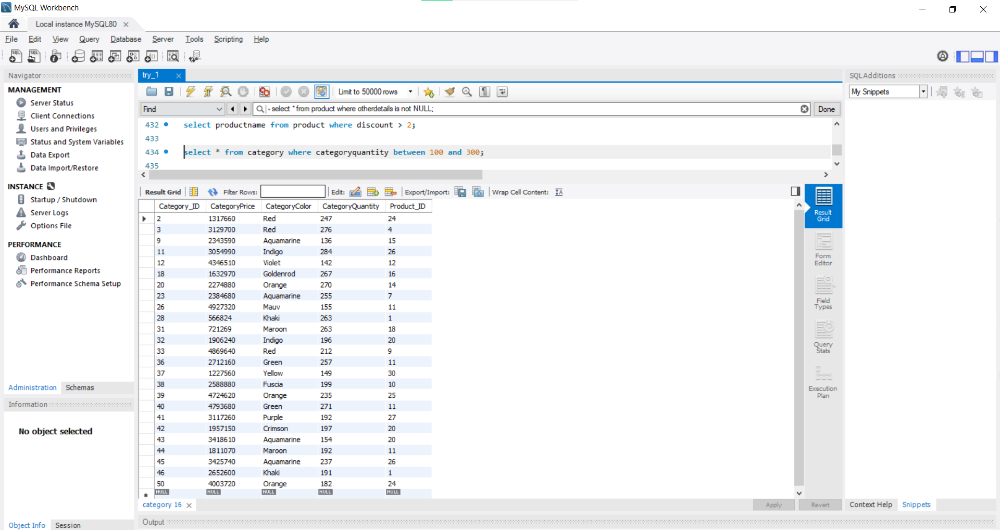 MySQL Workbench
Local instance MySQL80
File Edit View Query Database Server Tools Scripting Help
Navigator
MANAGEMENT
Server Status
Client Connections
Users and Privileges
Status and System Variables
Data Export
Data Import/Restore
INSTANCE
Startup / Shutdown
Server Logs
Options File
PERFORMANCE
Dashboard
Performance Reports
Performance Schema Setup
Administration Schemas
Information
No object selected
Object Info Session
try_1
Limit to 50000 rows
Find select * from product where otherdetails is not NULL; Done
432 select productname from product where discount > 2;
433
434 select * from category where categoryquantity between 100 and 300;
435
Result Grid Filter Rows: Edit: Export/Import: Wrap Cell Content:
Category_ID CategoryPrice CategoryColor CategoryQuantity Product_ID
2 1317660 Red 247 24
3 3129700 Red 276 4
9 2343590 Aquamarine 136 15
11 3054990 Indigo 284 26
12 4346510 Violet 142 12
18 1632970 Goldenrod 267 16
20 2274880 Orange 270 14
23 2384680 Aquamarine 255 7
26 4927320 Mauv 155 11
28 566824 Khaki 263 1
31 721269 Maroon 263 18
32 1906240 Indigo 196 20
33 4869640 Red 212 9
36 2712160 Green 257 11
37 1227560 Yellow 149 30
38 2588880 Fuscia 199 10
39 4724620 Orange 235 25
40 4793680 Green 271 11
41 3117260 Purple 192 27
42 1957150 Crimson 197 20
43 3418610 Aquamarine 154 20
44 1811070 Maroon 192 11
45 3425740 Aquamarine 237 26
46 2652600 Khaki 191 1
50 4003720 Orange 182 24
NULL NULL NULL NULL NULL
category 16
Apply Revert
Output
Result
Grid
Form
Editor
Field
Types
Query
Stats
Execution
Plan
SQLAdditions
My Snippets
Context Help Snippets